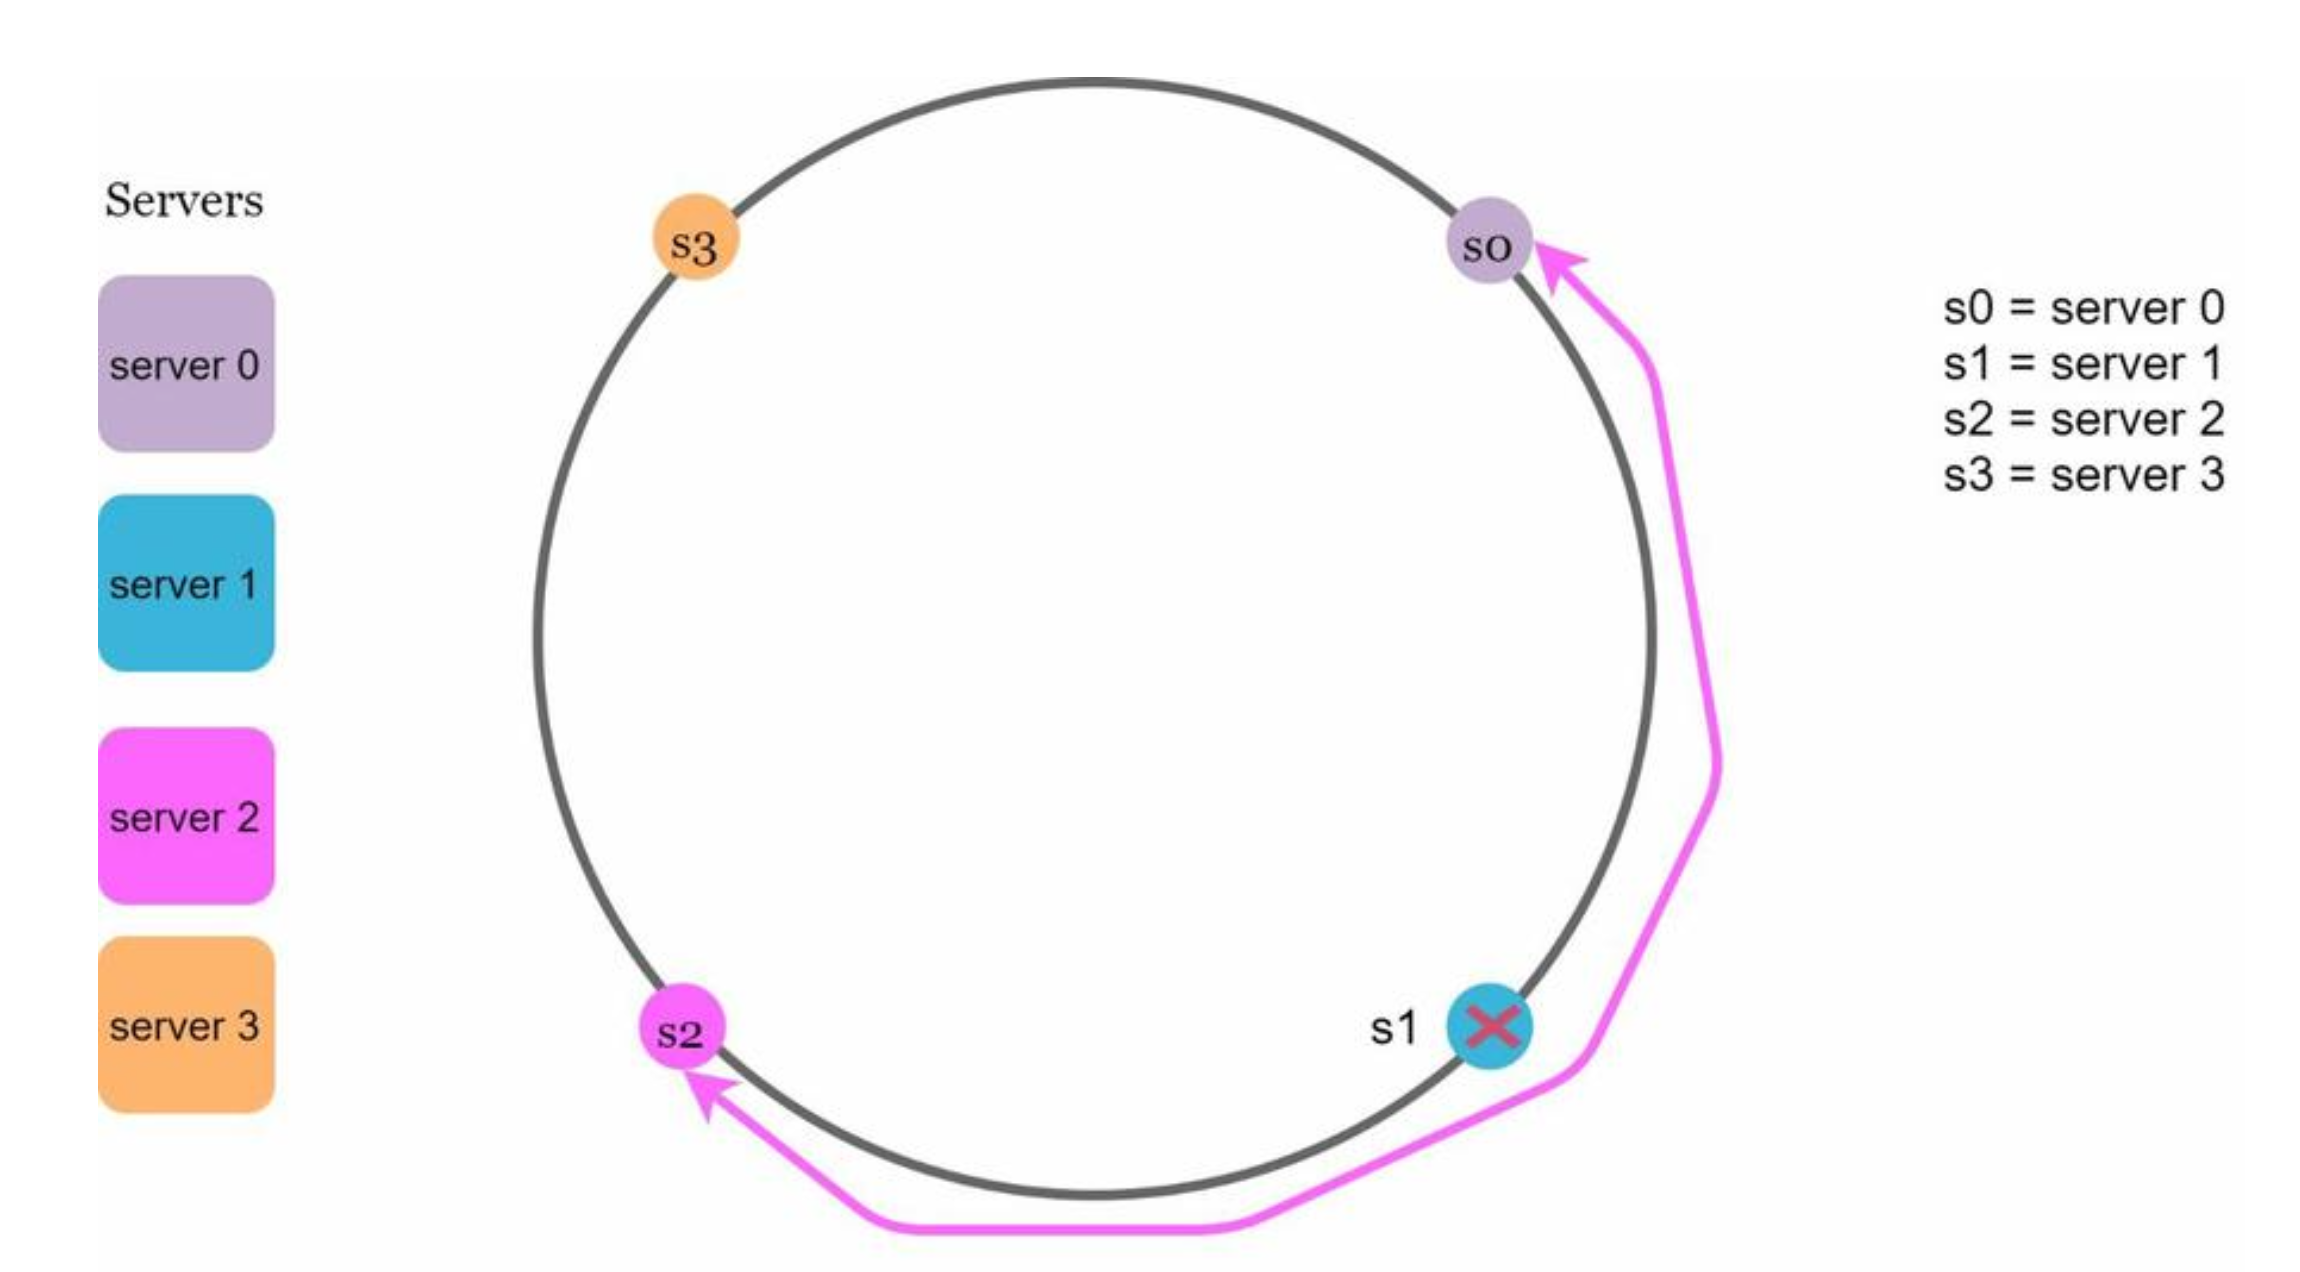 Servers
server 0
server 1
server 2
server 3
s3
s0
s2
s1
s0 = server 0
s1 = server 1
s2 = server 2
s3 = server 3